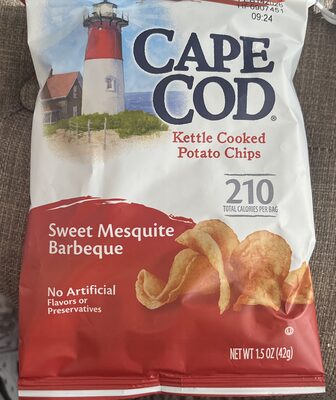 09:24
CAPE
COD®
Kettle Cooked
Potato Chips
210
TOTAL CALORIES PER BAG
Sweet Mesquite
Barbeque
No Artificial
Flavors or
Preservatives
NET WT 1.5 OZ (42g)